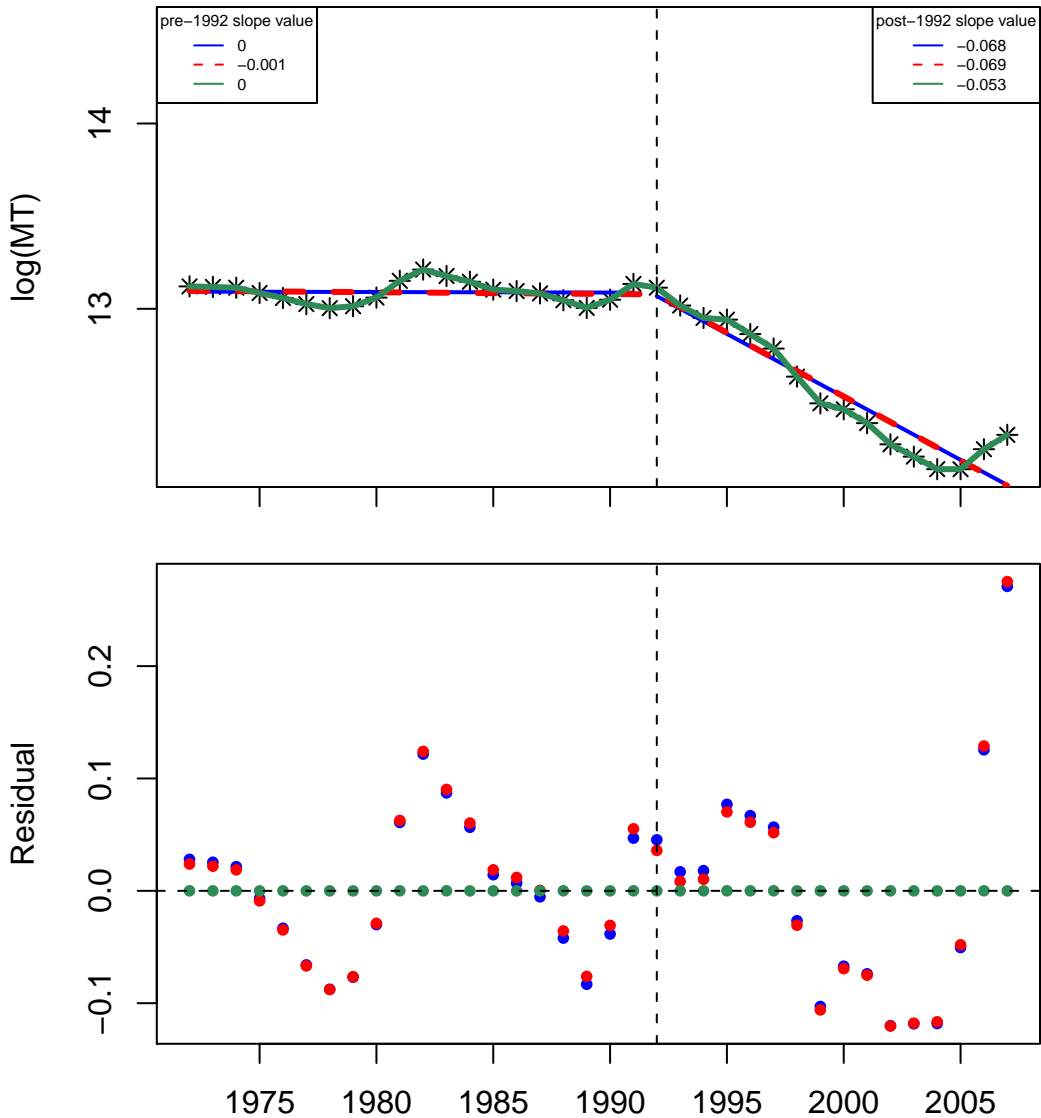 pre−1992 slope value
0
−0.001
0
post−1992 slope value
−0.068
−0.069
−0.053
log(MT)
14
13
Residual
0.2
0.1
0.0
−0.1
1975 1980 1985 1990 1995 2000 2005